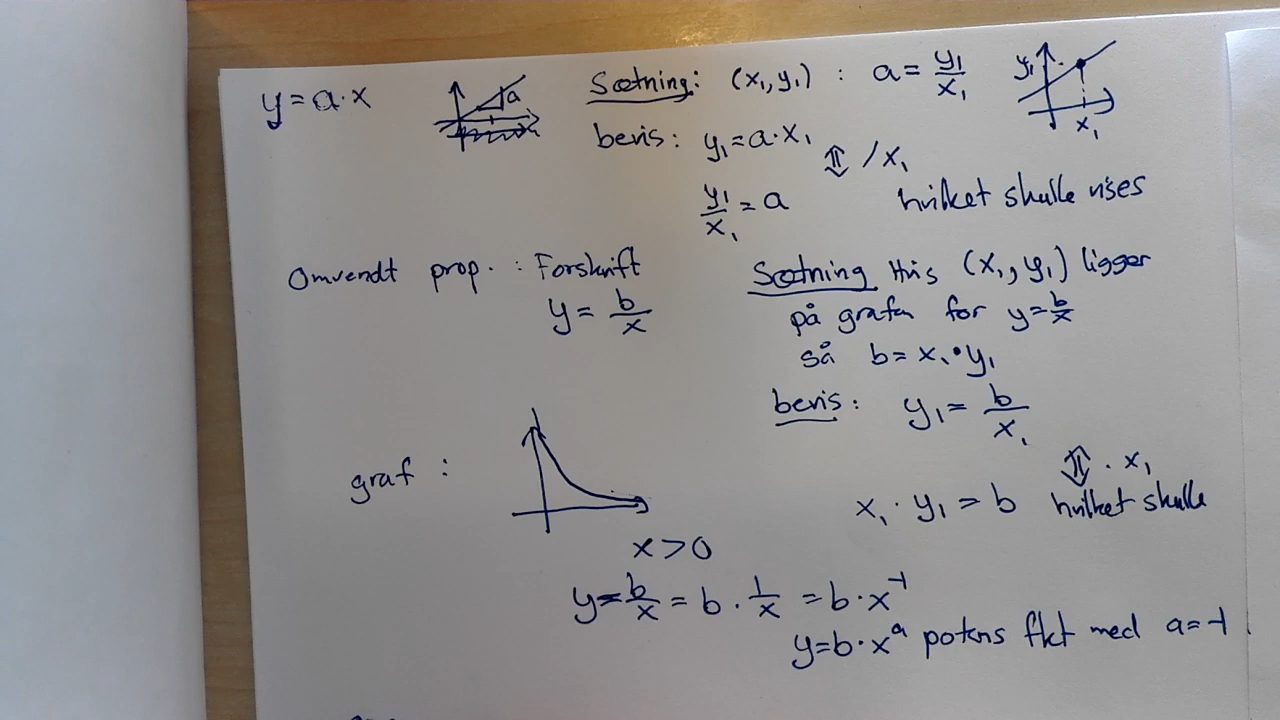 y = a · x
a
Sætning: (x₁, y₁) : a = y₁/x₁
y₁
x₁
bevis: y₁ = a · x₁
⇕ / x₁
y₁/x₁ = a hvilket skulle vises
Omvendt prop. : Forskrift
y = b/x
Sætning Hvis (x₁, y₁) ligger
på grafen for y = b/x
så b = x₁ · y₁
bevis: y₁ = b/x₁
⇕ · x₁
x₁ · y₁ = b hvilket skulle
graf :
x > 0
y = b/x = b · 1/x = b · x⁻¹
y = b · xᵃ potens fkt med a = -1